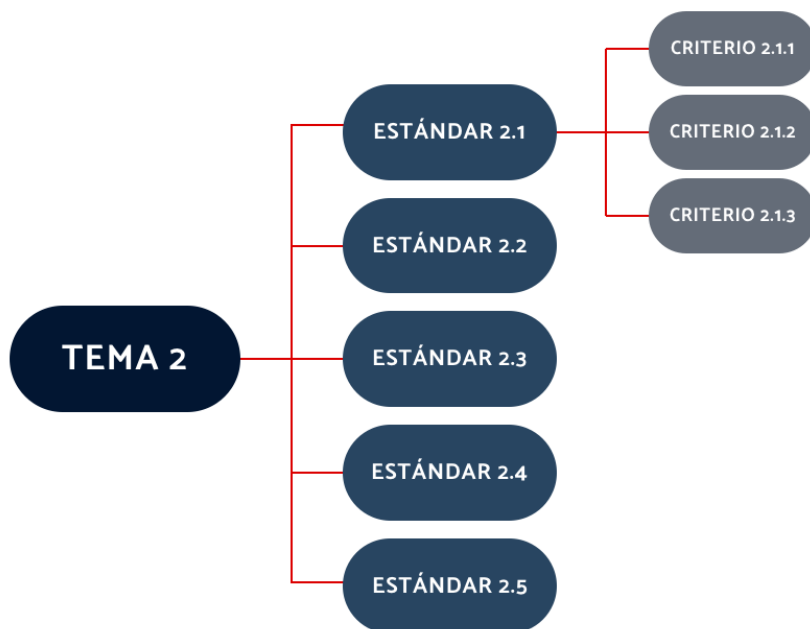 TEMA 2
ESTÁNDAR 2.1
CRITERIO 2.1.1
CRITERIO 2.1.2
CRITERIO 2.1.3
ESTÁNDAR 2.2
ESTÁNDAR 2.3
ESTÁNDAR 2.4
ESTÁNDAR 2.5